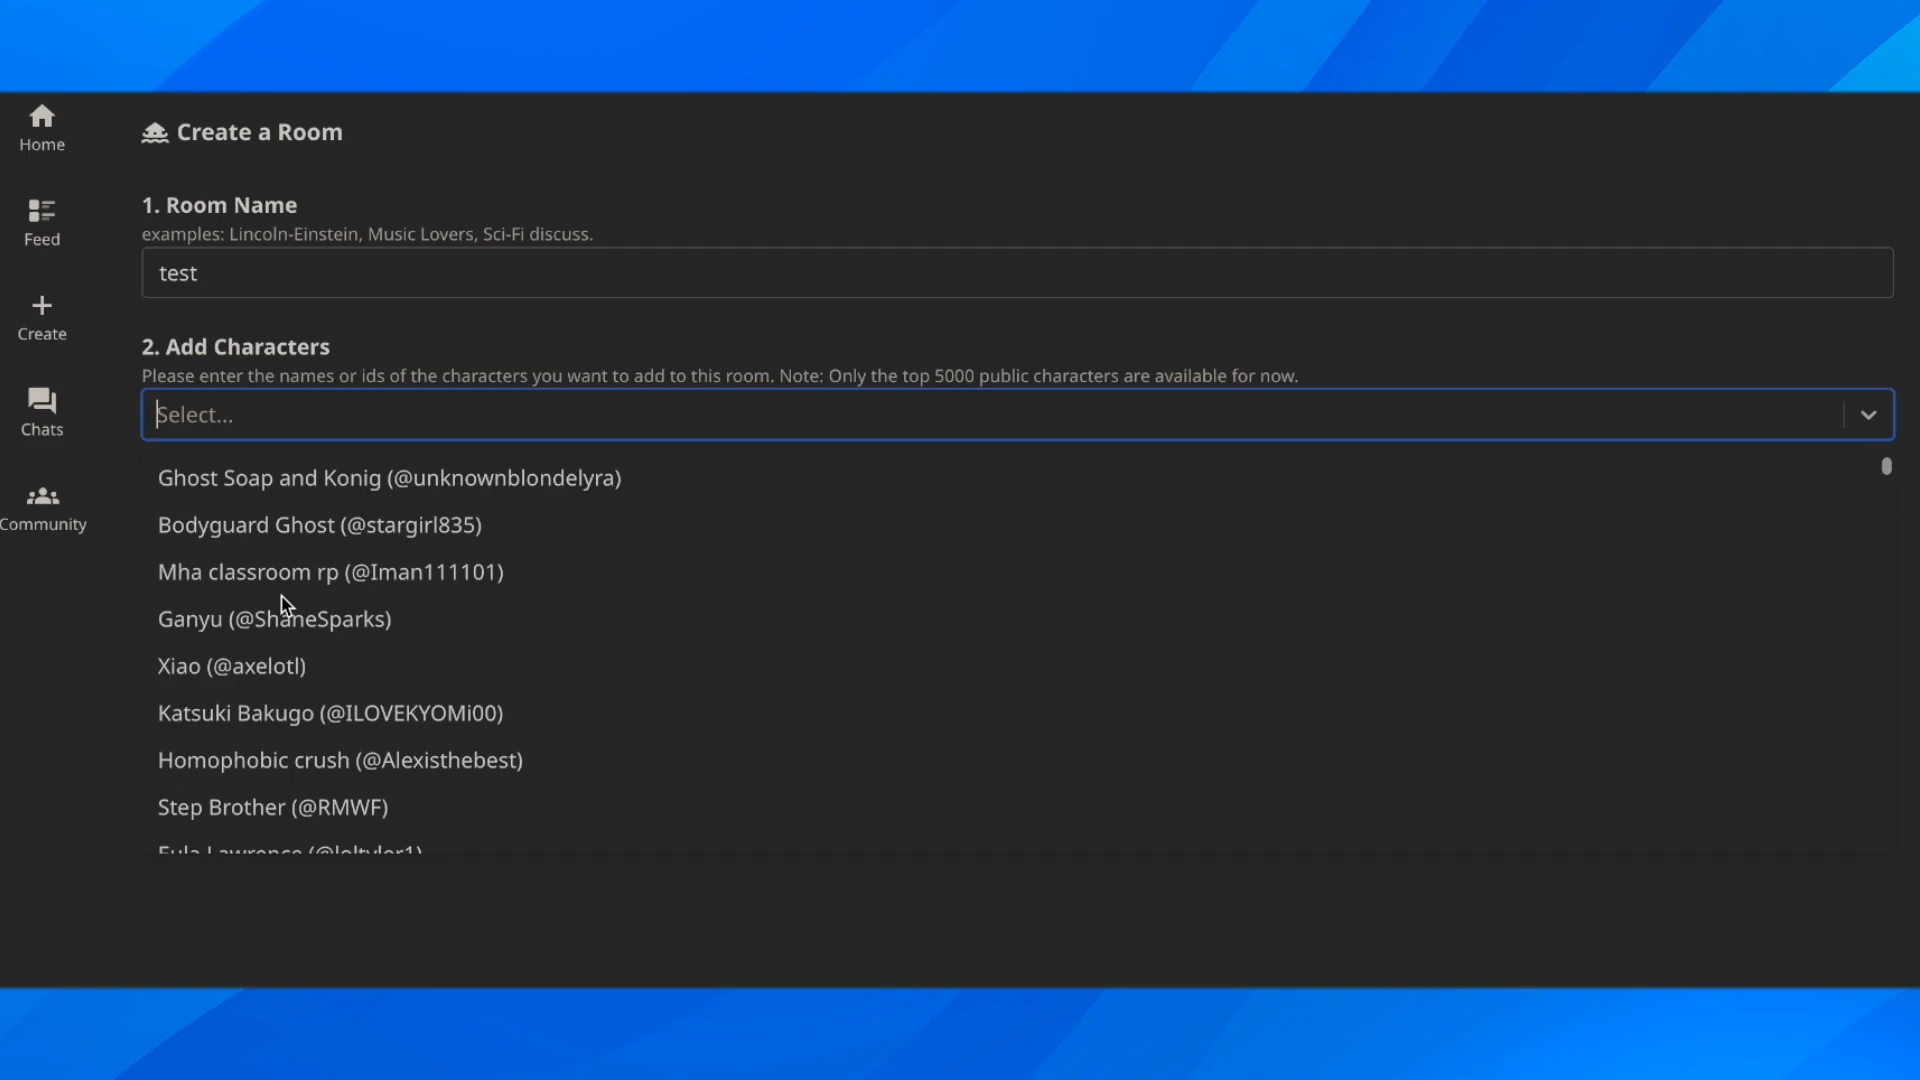 Home
Feed
Create
Chats
Community
Create a Room
1. Room Name
examples: Lincoln-Einstein, Music Lovers, Sci-Fi discuss.
test
2. Add Characters
Please enter the names or ids of the characters you want to add to this room. Note: Only the top 5000 public characters are available for now.
Select...
Ghost Soap and Konig (@unknownblondelyra)
Bodyguard Ghost (@stargirl835)
Mha classroom rp (@Iman111101)
Ganyu (@ShaneSparks)
Xiao (@axelotl)
Katsuki Bakugo (@ILOVEKYOMi00)
Homophobic crush (@Alexisthebest)
Step Brother (@RMWF)
Eula Lawrence (@loltyler1)